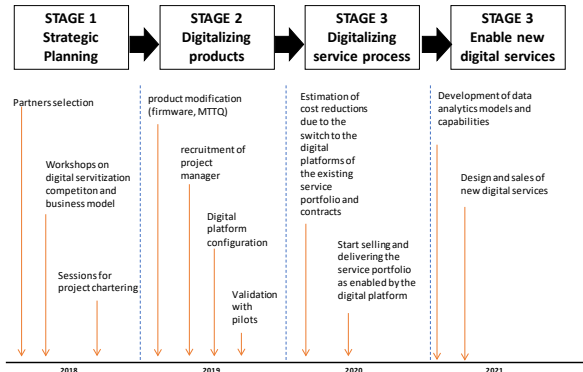 STAGE 1
Strategic
Planning
STAGE 2
Digitalizing
products
STAGE 3
Digitalizing
service process
STAGE 3
Enable new
digital services
Partners selection
Workshops on
digital servitization
competiton and
business model
Sessions for
project chartering
product modification
(firmware, MTTQ)
recruitment of
project
manager
Digital
platform
configuration
Validation
with
pilots
Estimation of
cost reductions
due to the
switch to the
digital
platforms of
the existing
service
portfolio and
contracts
Start selling and
delivering the
service portfolio
as enabled by the
digital platform
Development of data
analytics models and
capabilities
Design and sales of
new digital services
2018
2019
2020
2021